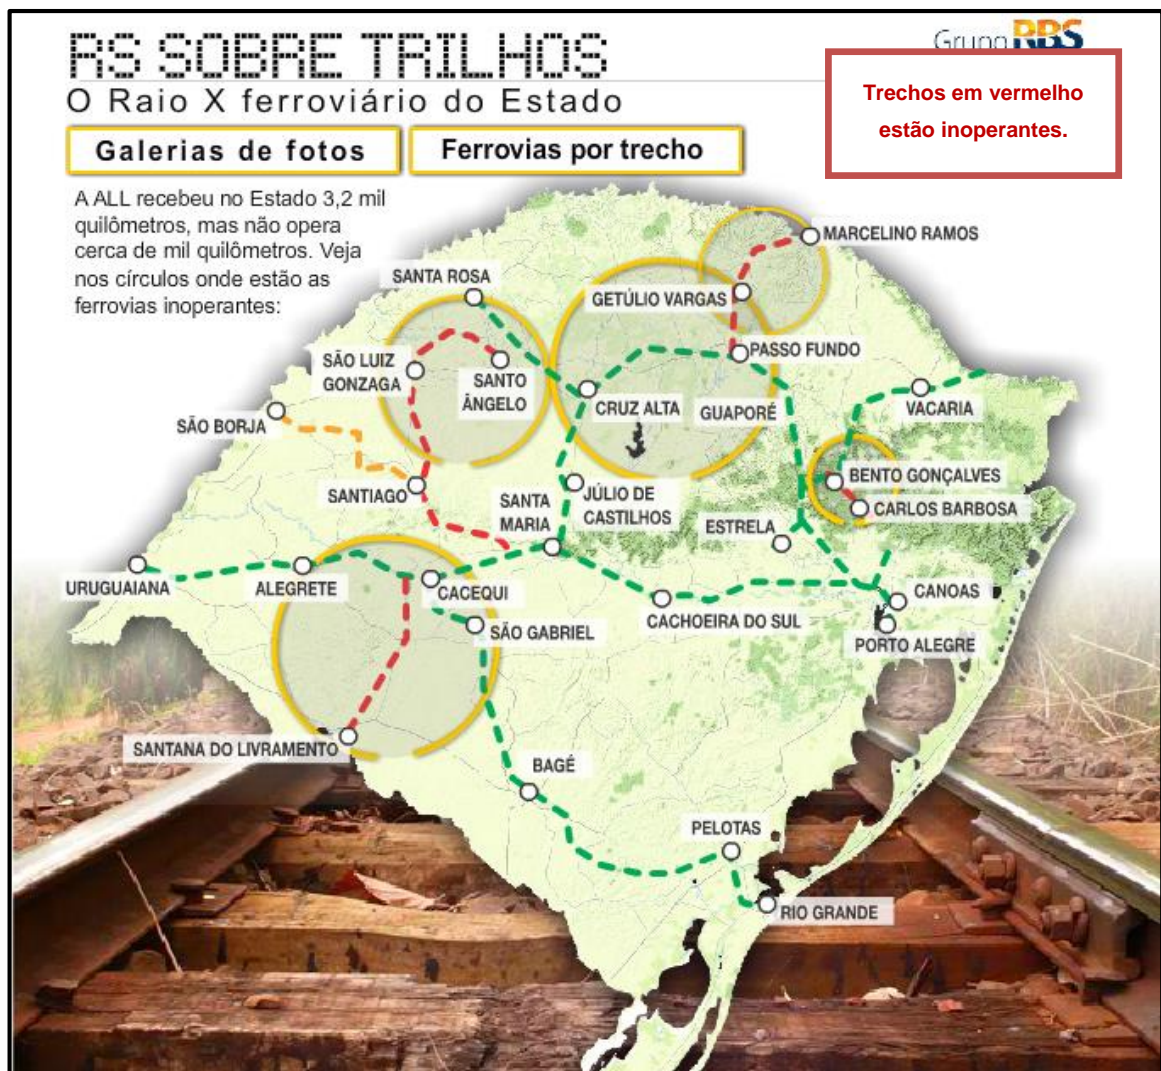 RS SOBRE TRILHOS
Grupo RBS
O Raio X ferroviário do Estado
Trechos em vermelho
estão inoperantes.
Galerias de fotos
Ferrovias por trecho
A ALL recebeu no Estado 3,2 mil
quilômetros, mas não opera
cerca de mil quilômetros. Veja
nos círculos onde estão as
ferrovias inoperantes:
MARCELINO RAMOS
SANTA ROSA
GETÚLIO VARGAS
SÃO LUIZ
GONZAGA
SANTO
ÂNGELO
PASSO FUNDO
CRUZ ALTA
GUAPORÉ
VACARIA
SÃO BORJA
SANTIAGO
SANTA
MARIA
JÚLIO DE
CASTILHOS
BENTO GONÇALVES
CARLOS BARBOSA
ESTRELA
URUGUAIANA
ALEGRETE
CACEQUI
SÃO GABRIEL
CACHOEIRA DO SUL
CANOAS
PORTO ALEGRE
SANTANA DO LIVRAMENTO
BAGÉ
PELOTAS
RIO GRANDE